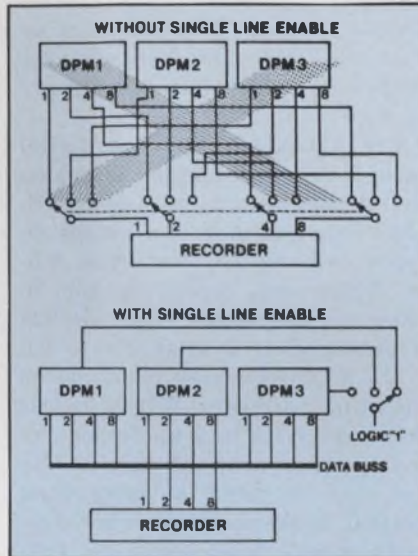 WITHOUT SINGLE LINE ENABLE
DPM1 DPM2 DPM3
1 2 4 8 1 2 4 8 1 2 4 8
1 2 4 8
RECORDER
WITH SINGLE LINE ENABLE
DPM1 DPM2 DPM3
1 2 4 8 1 2 4 8 1 2 4 8
LOGIC "1"
DATA BUSS
1 2 4 8
RECORDER